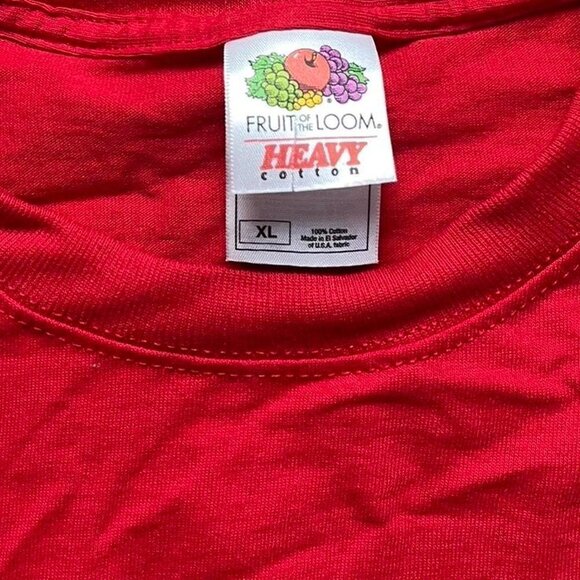 FRUIT OF THE LOOM®
HEAVY
cotton
XL
100% Cotton
Made in El Salvador
of U.S.A. fabric